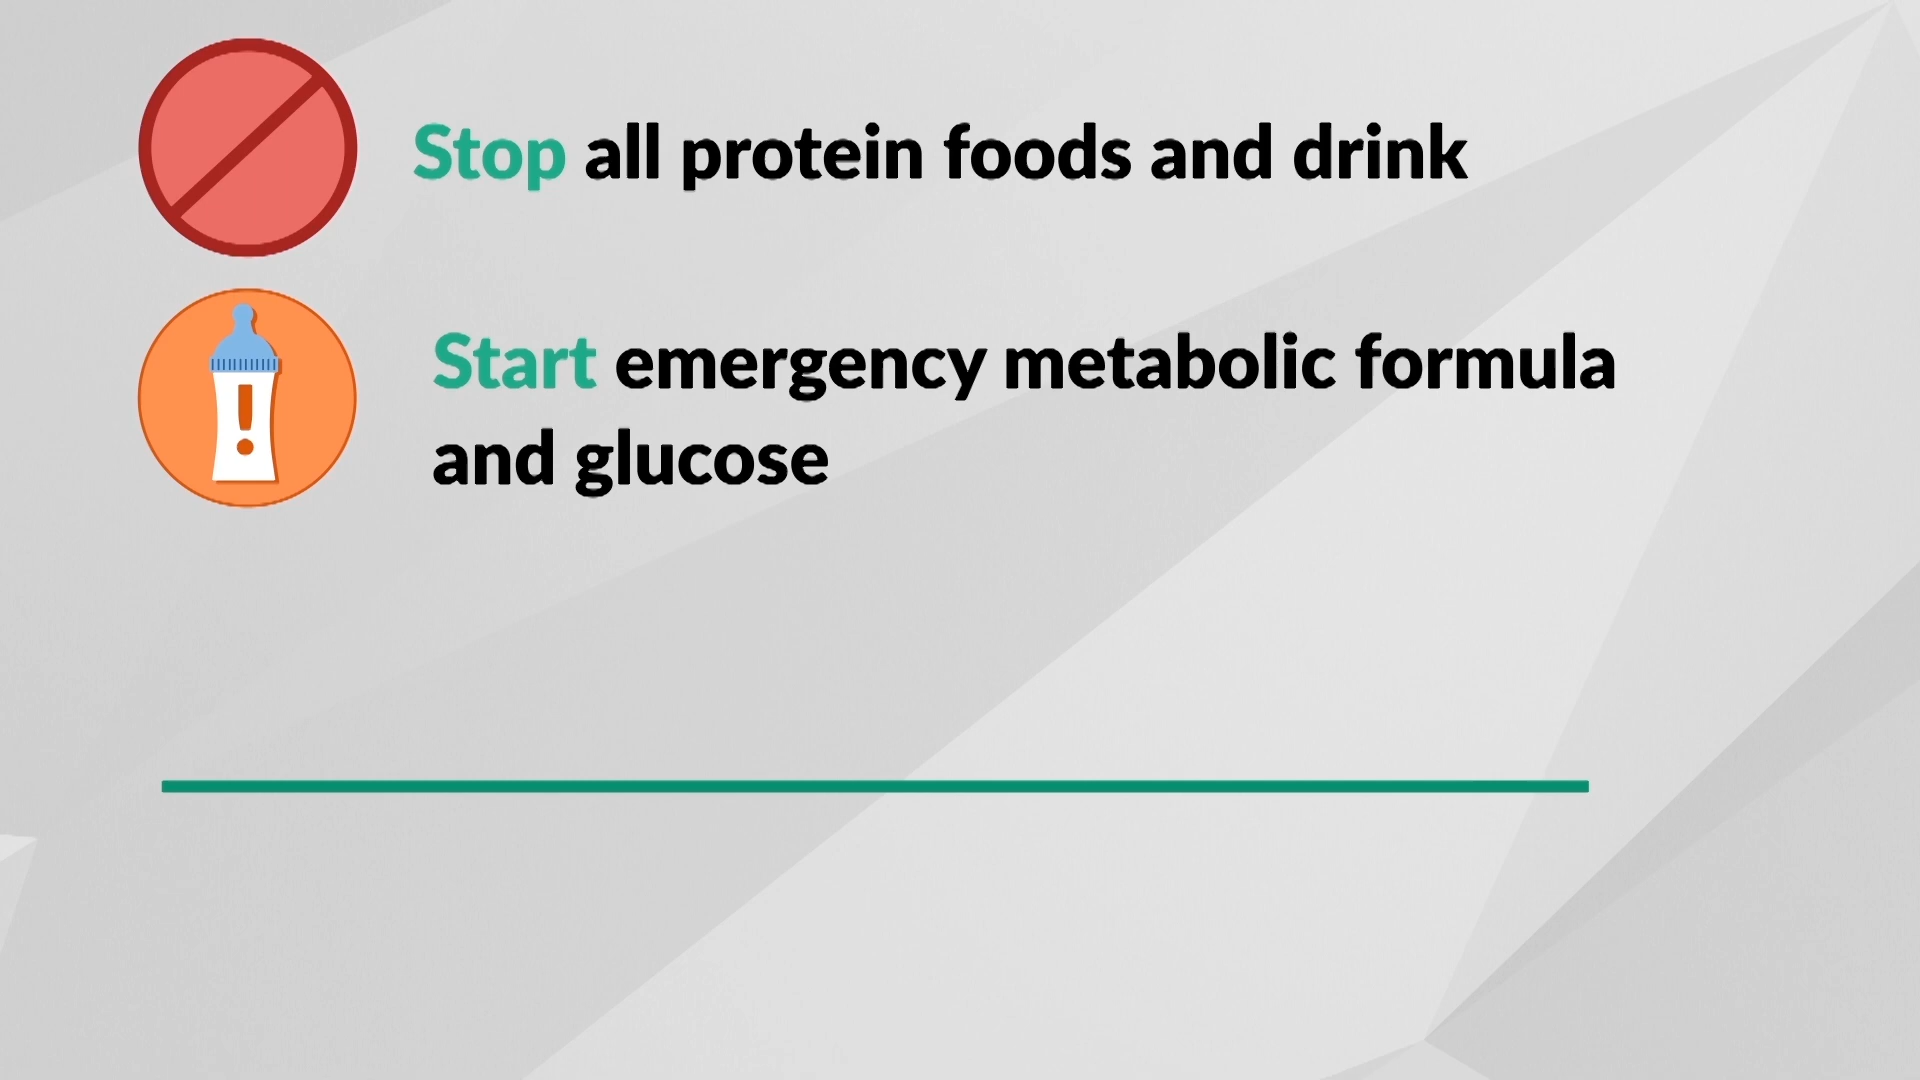 Stop all protein foods and drink
Start emergency metabolic formula
and glucose